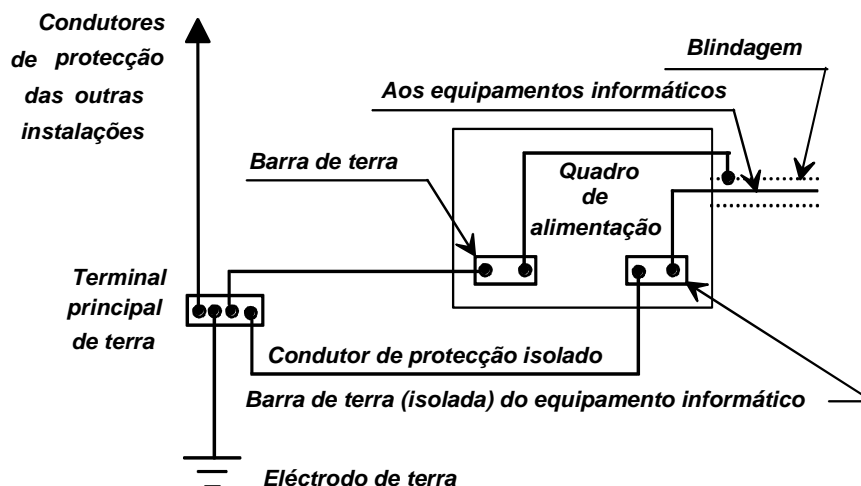 Condutores
de protecção
das outras
instalações
Blindagem
Aos equipamentos informáticos
Barra de terra
Quadro
de
alimentação
Terminal
principal
de terra
Condutor de protecção isolado
Barra de terra (isolada) do equipamento informático
Eléctrodo de terra